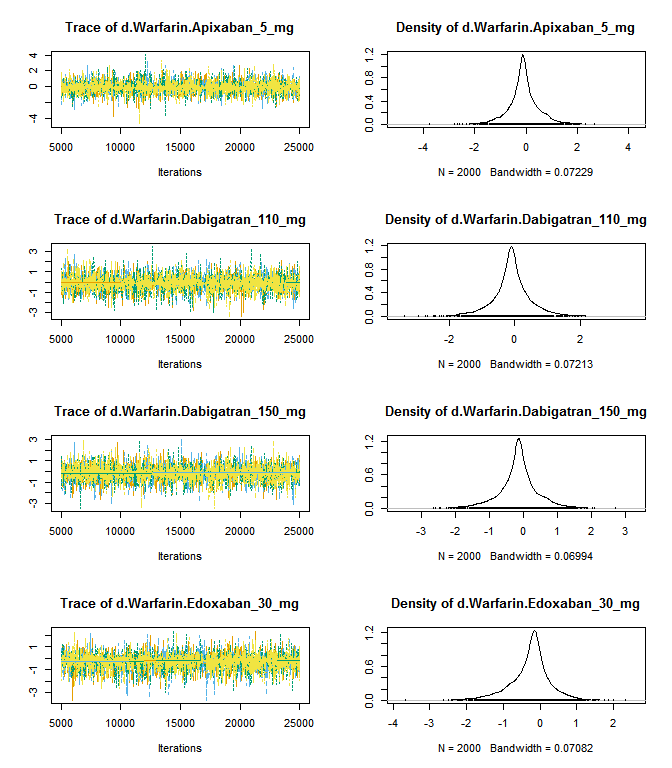 Trace of d.Warfarin.Apixaban_5_mg
4
2
0
-4
5000 10000 15000 20000 25000
Iterations
Density of d.Warfarin.Apixaban_5_mg
1.2
0.8
0.4
0.0
-4 -2 0 2 4
N = 2000 Bandwidth = 0.07229
Trace of d.Warfarin.Dabigatran_110_mg
3
1
-1
-3
5000 10000 15000 20000 25000
Iterations
Density of d.Warfarin.Dabigatran_110_mg
1.2
0.8
0.4
0.0
-2 0 2
N = 2000 Bandwidth = 0.07213
Trace of d.Warfarin.Dabigatran_150_mg
3
1
-1
-3
5000 10000 15000 20000 25000
Iterations
Density of d.Warfarin.Dabigatran_150_mg
1.2
0.6
0.0
-3 -2 -1 0 1 2 3
N = 2000 Bandwidth = 0.06994
Trace of d.Warfarin.Edoxaban_30_mg
1
-1
-3
5000 10000 15000 20000 25000
Iterations
Density of d.Warfarin.Edoxaban_30_mg
1.2
0.6
0.0
-4 -3 -2 -1 0 1 2
N = 2000 Bandwidth = 0.07082